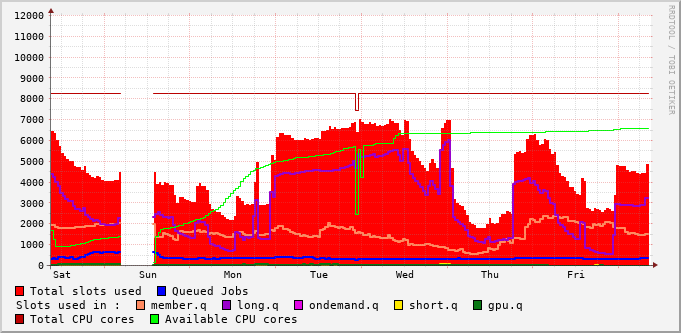 12000
11000
10000
9000
8000
7000
6000
5000
4000
3000
2000
1000
0
Sat Sun Mon Tue Wed Thu Fri
RRDTOOL / TOBI OETIKER
Total slots used Queued Jobs
Slots used in : member.q long.q ondemand.q short.q gpu.q
Total CPU cores Available CPU cores